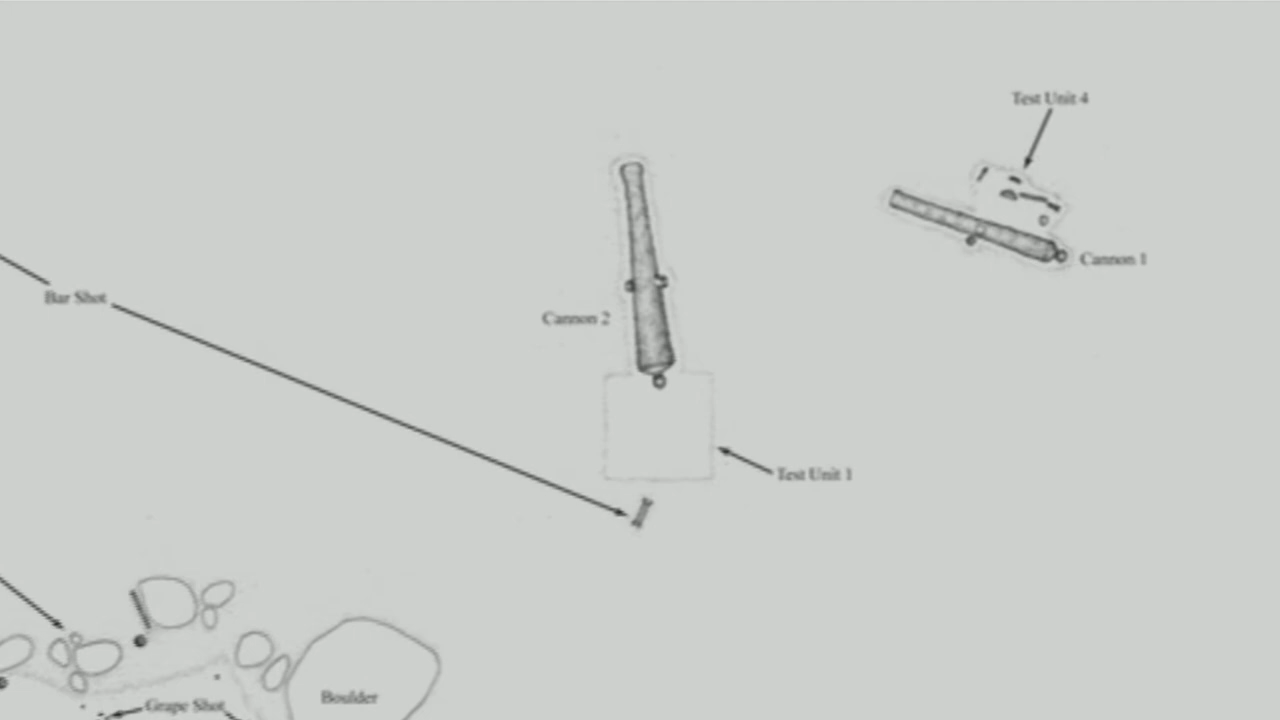 Test Unit 4
Cannon 1
Bar Shot
Cannon 2
Test Unit 1
Boulder
Grape Shot